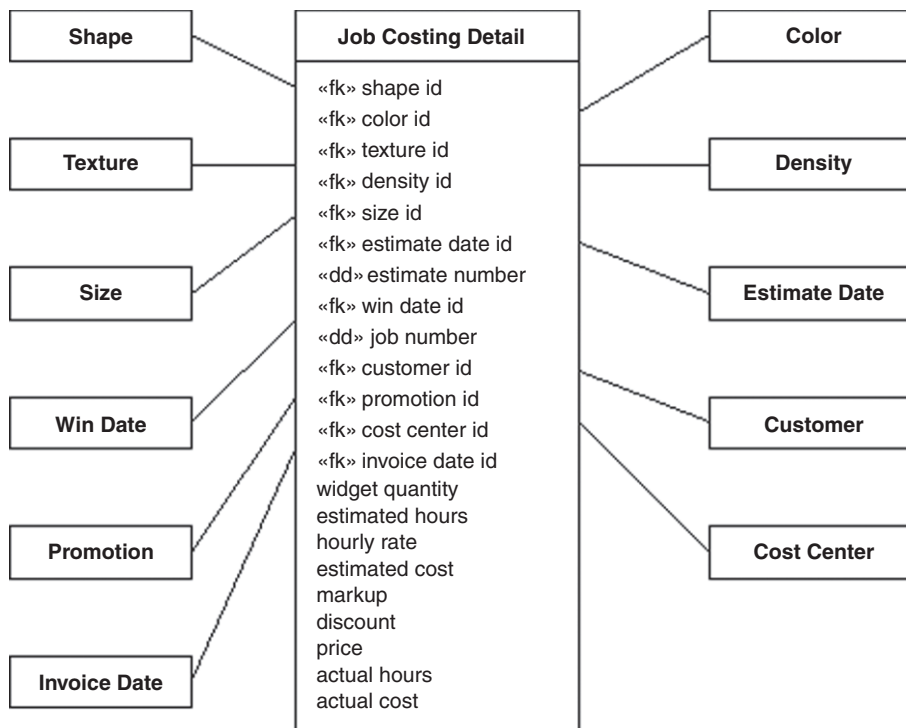 Shape
Texture
Size
Win Date
Promotion
Invoice Date
Job Costing Detail
«fk» shape id
«fk» color id
«fk» texture id
«fk» density id
«fk» size id
«fk» estimate date id
«dd» estimate number
«fk» win date id
«dd» job number
«fk» customer id
«fk» promotion id
«fk» cost center id
«fk» invoice date id
widget quantity
estimated hours
hourly rate
estimated cost
markup
discount
price
actual hours
actual cost
Color
Density
Estimate Date
Customer
Cost Center